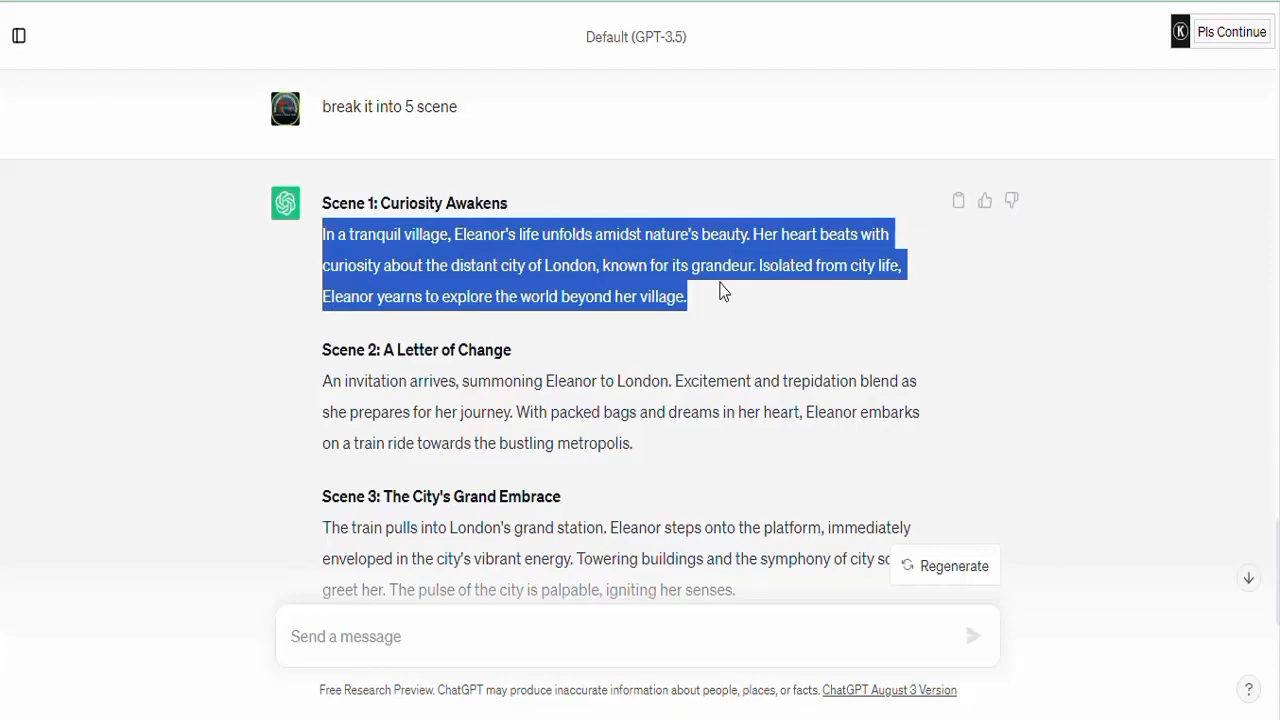 Default (GPT-3.5)
Pls Continue
break it into 5 scene
Scene 1: Curiosity Awakens
In a tranquil village, Eleanor's life unfolds amidst nature's beauty. Her heart beats with
curiosity about the distant city of London, known for its grandeur. Isolated from city life,
Eleanor yearns to explore the world beyond her village.
Scene 2: A Letter of Change
An invitation arrives, summoning Eleanor to London. Excitement and trepidation blend as
she prepares for her journey. With packed bags and dreams in her heart, Eleanor embarks
on a train ride towards the bustling metropolis.
Scene 3: The City's Grand Embrace
The train pulls into London's grand station. Eleanor steps onto the platform, immediately
enveloped in the city's vibrant energy. Towering buildings and the symphony of city
Regenerate
greet her. The pulse of the city is palpable, igniting her senses.
Send a message
Free Research Preview. ChatGPT may produce inaccurate information about people, places, or facts. ChatGPT August 3 Version
?